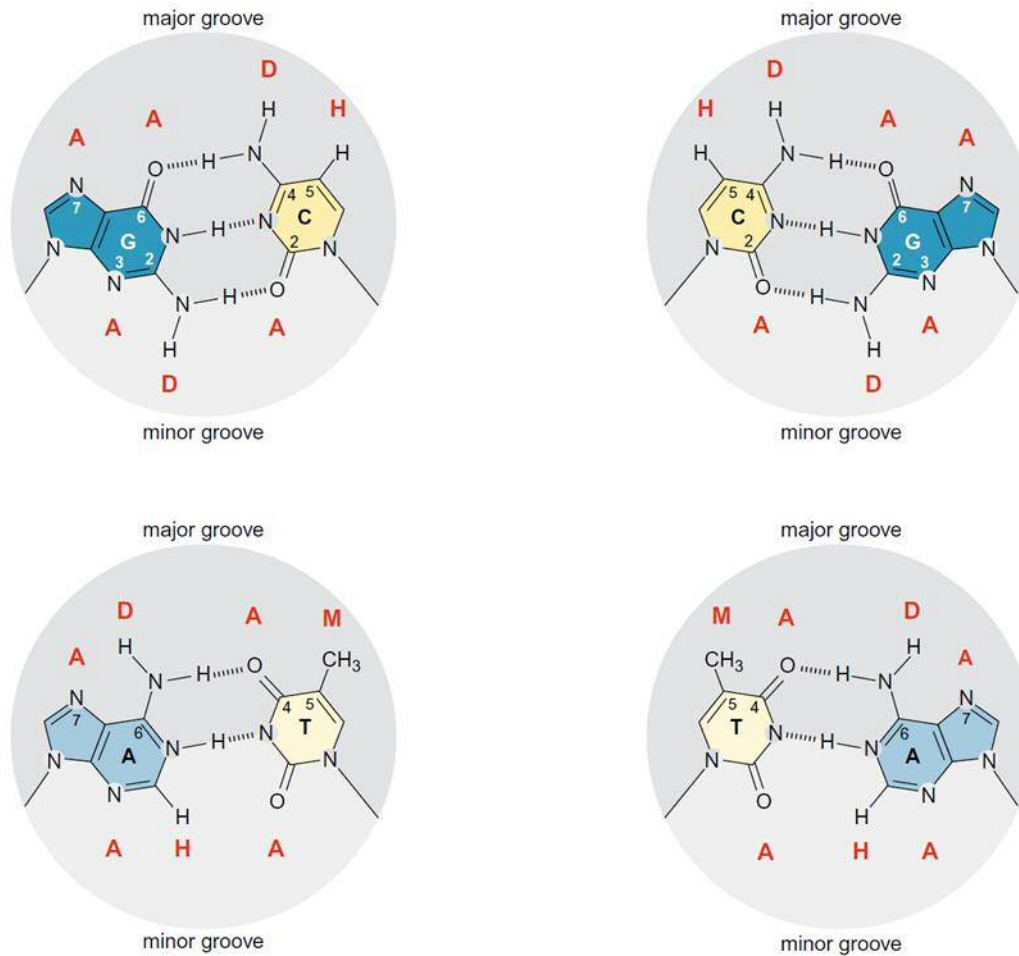 major groove major groove
D D
A H H A
A H H A
O H N H H N H O
N N
7 4 5 5 4 7
6 N C C N 6
N G N H H N G N
3 2 2 N N 2 2 3
N O O N
N H H N
A H A A H A
D D
minor groove minor groove
major groove major groove
D A M M A D
H CH₃ CH₃ H
A H O O H A
N N N N
7 4 5 5 4 7
6 N T T N 6
N A N H H N A N
N N N N
H O O H
A H A A H A
minor groove minor groove